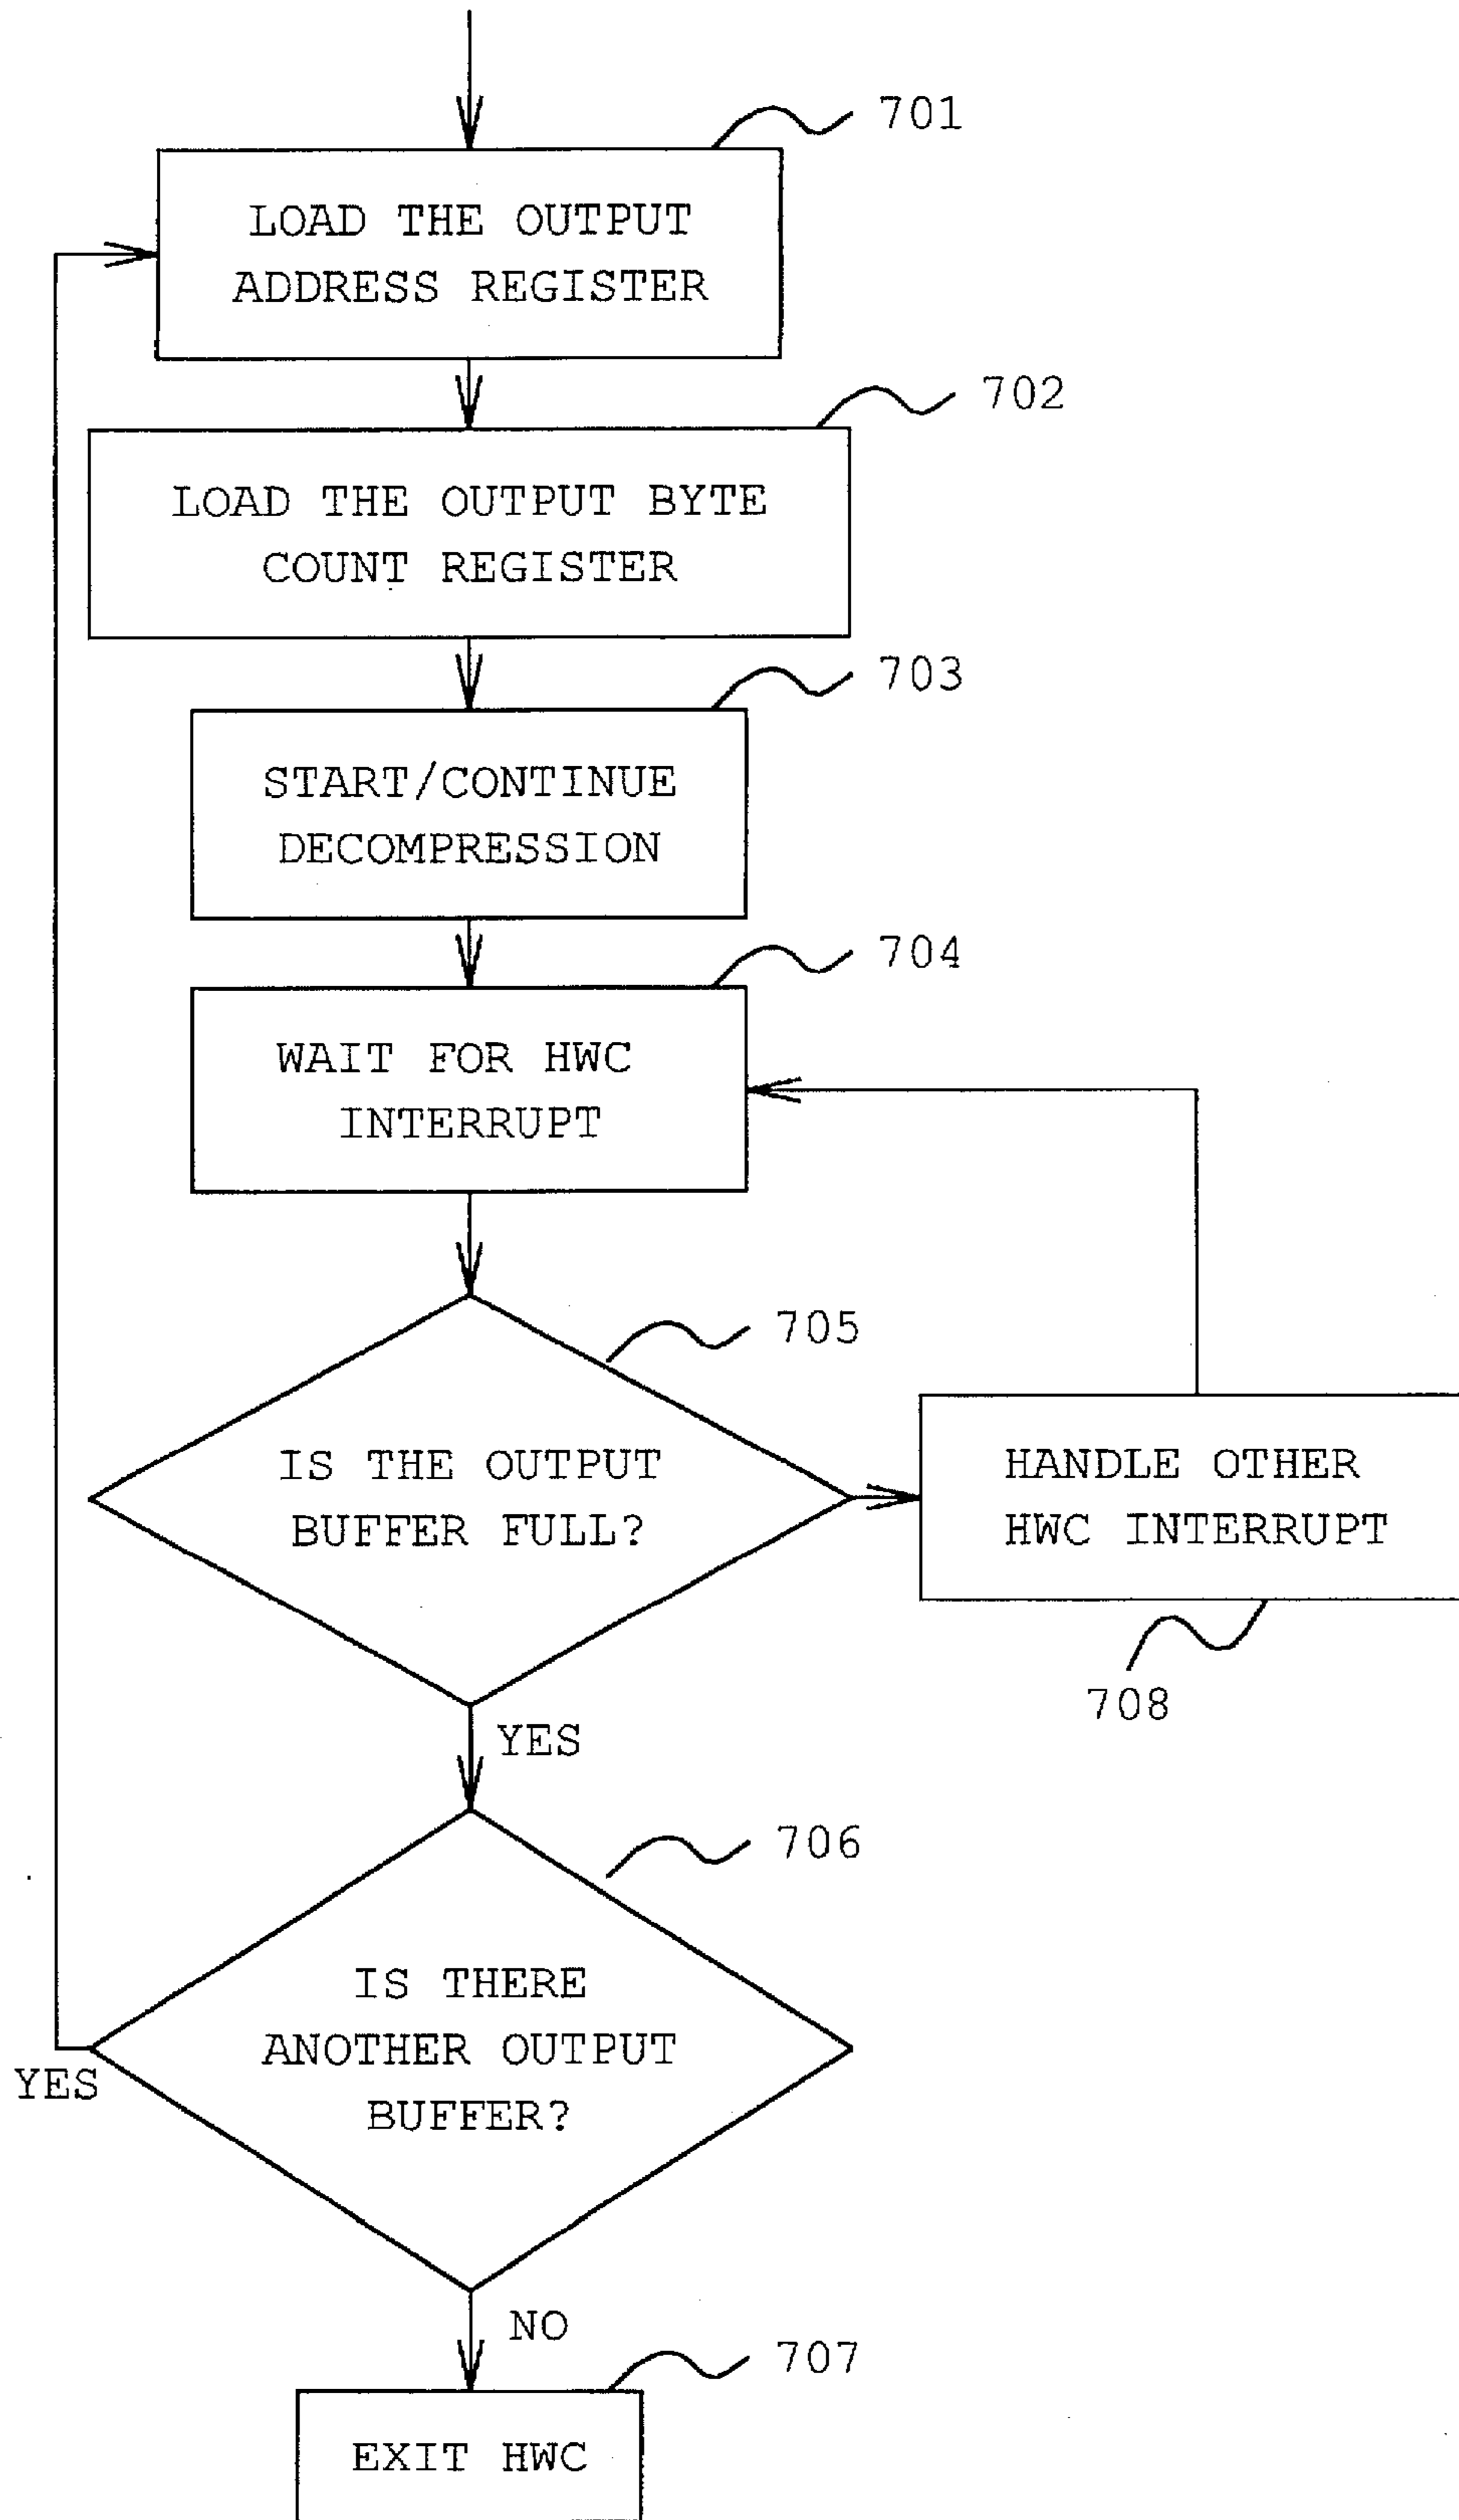 701
LOAD THE OUTPUT
ADDRESS REGISTER
702
LOAD THE OUTPUT BYTE
COUNT REGISTER
703
START/CONTINUE
DECOMPRESSION
704
WAIT FOR HWC
INTERRUPT
705
IS THE OUTPUT
BUFFER FULL?
HANDLE OTHER
HWC INTERRUPT
708
YES
706
IS THERE
ANOTHER OUTPUT
BUFFER?
YES
NO
707
EXIT HWC